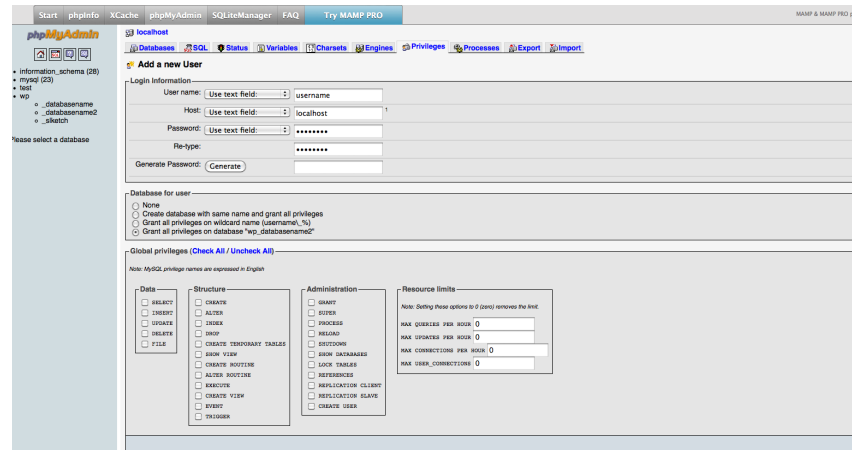 Start phpInfo XCache phpMyAdmin SQLiteManager FAQ Try MAMP PRO
MAMP & MAMP PRO
phpMyAdmin
information_schema (28)
mysql (23)
test
wp
_databasename
_databasename2
_slketch
Please select a database
localhost
Databases SQL Status Variables Charsets Engines Privileges Processes Export Import
Add a new User
Login Information
User name: Use text field: username
Host: Use text field: localhost 1
Password: Use text field: ••••••••
Re-type: ••••••••
Generate Password: Generate
Database for user
None
Create database with same name and grant all privileges
Grant all privileges on wildcard name (username\_%)
Grant all privileges on database "wp_databasename2"
Global privileges (Check All / Uncheck All)
Note: MySQL privilege names are expressed in English
Data
SELECT
INSERT
UPDATE
DELETE
FILE
Structure
CREATE
ALTER
INDEX
DROP
CREATE TEMPORARY TABLES
SHOW VIEW
CREATE ROUTINE
ALTER ROUTINE
EXECUTE
CREATE VIEW
EVENT
TRIGGER
Administration
GRANT
SUPER
PROCESS
RELOAD
SHUTDOWN
SHOW DATABASES
LOCK TABLES
REFERENCES
REPLICATION CLIENT
REPLICATION SLAVE
CREATE USER
Resource limits
Note: Setting these options to 0 (zero) removes the limit.
MAX QUERIES PER HOUR 0
MAX UPDATES PER HOUR 0
MAX CONNECTIONS PER HOUR 0
MAX USER_CONNECTIONS 0